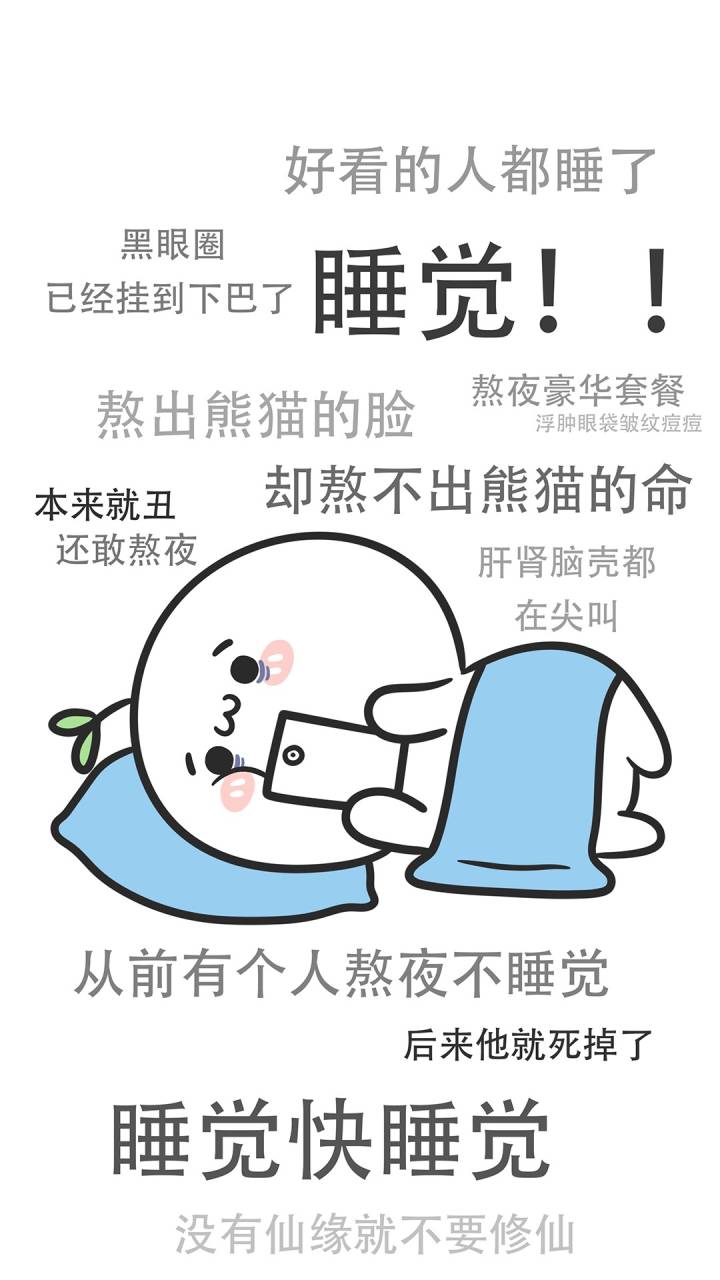 好看的人都睡了
黑眼圈
已经挂到下巴了
睡觉！！
熬夜豪华套餐
浮肿眼袋皱纹痘痘
熬出熊猫的脸
却熬不出熊猫的命
本来就丑
还敢熬夜
肝肾脑壳都
在尖叫
从前有个人熬夜不睡觉
后来他就死掉了
睡觉快睡觉
没有仙缘就不要修仙